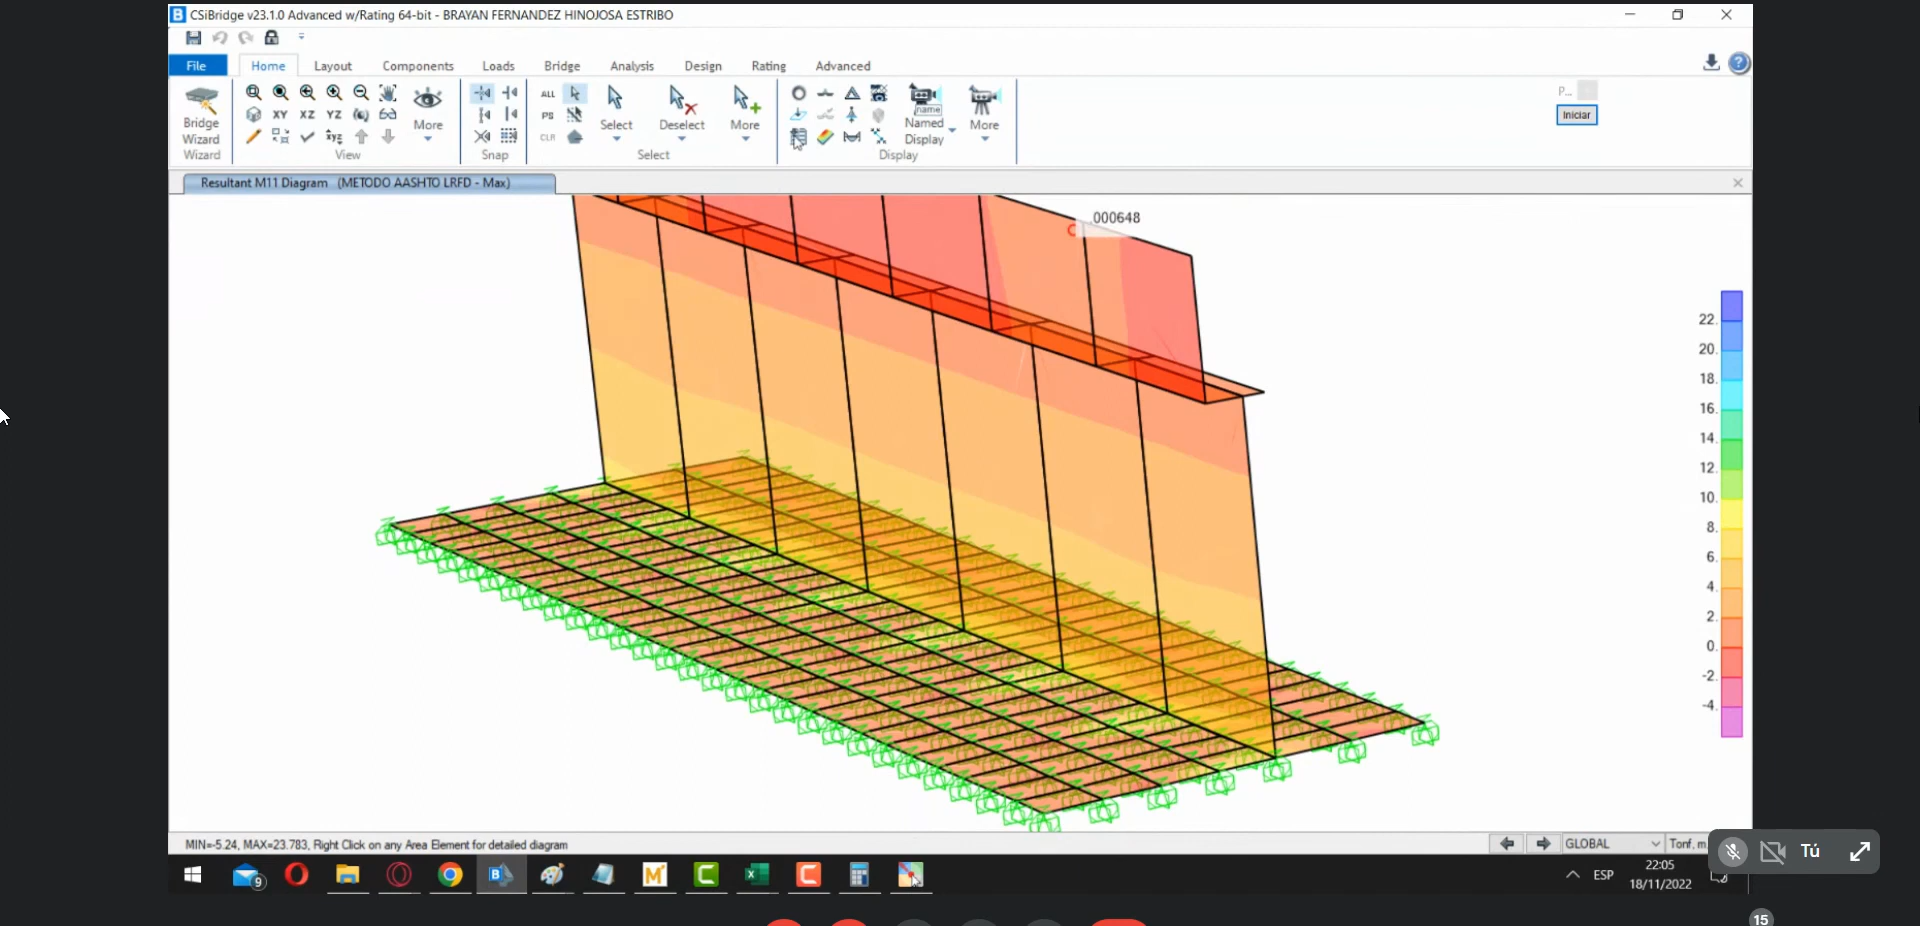 CSiBridge v23.1.0 Advanced w/Rating 64-bit - BRAYAN FERNANDEZ HINOJOSA ESTRIBO
File Home Layout Components Loads Bridge Analysis Design Rating Advanced
Bridge Wizard
Wizard
XY XZ YZ
xyz
More
View
Snap
ALL
PS
CLR
Select
Deselect
More
Select
name
Named Display
More
Display
P...
Iniciar
Resultant M11 Diagram (METODO AASHTO LRFD - Max)
.000648
22.
20.
18.
16.
14.
12.
10.
8.
6.
4.
2.
0.
-2.
-4.
MIN=-5.24, MAX=23.783, Right Click on any Area Element for detailed diagram
GLOBAL
Tonf, m,
Tú
9
ESP
22:05
18/11/2022
15